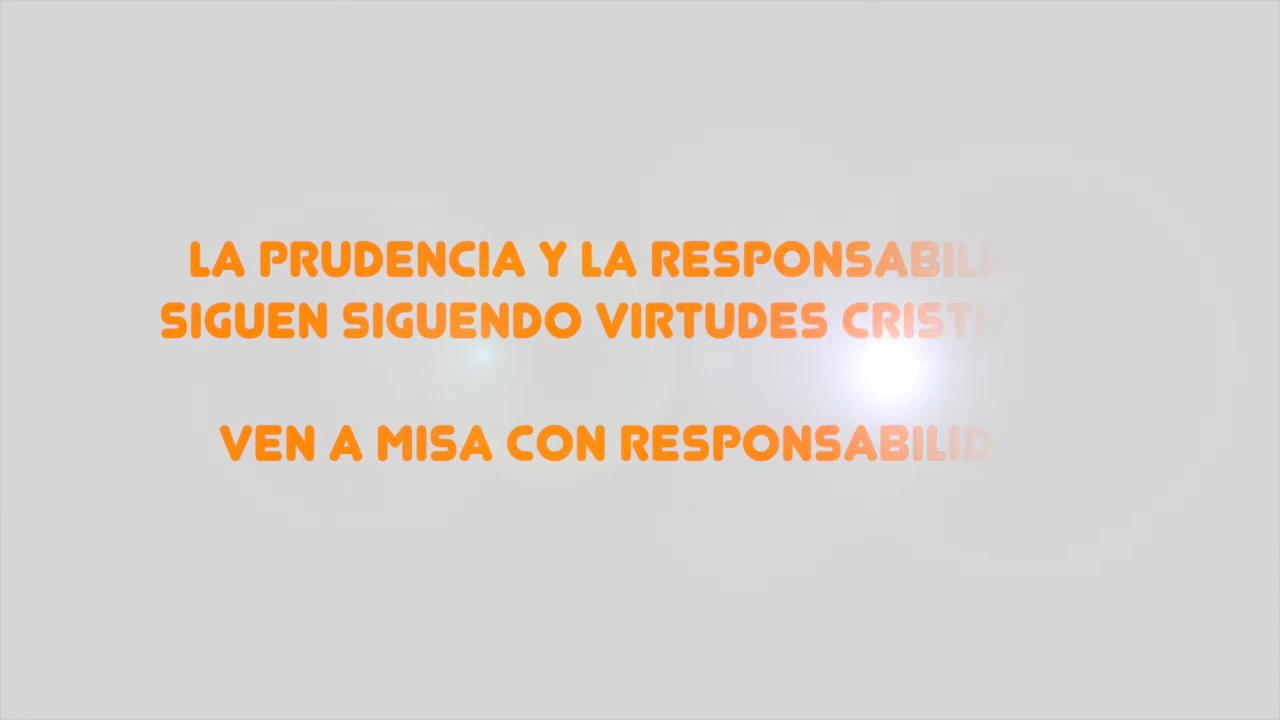 LA PRUDENCIA Y LA
SIGUEN SIGUENDO VIRTUDES
VEN A MISA CON